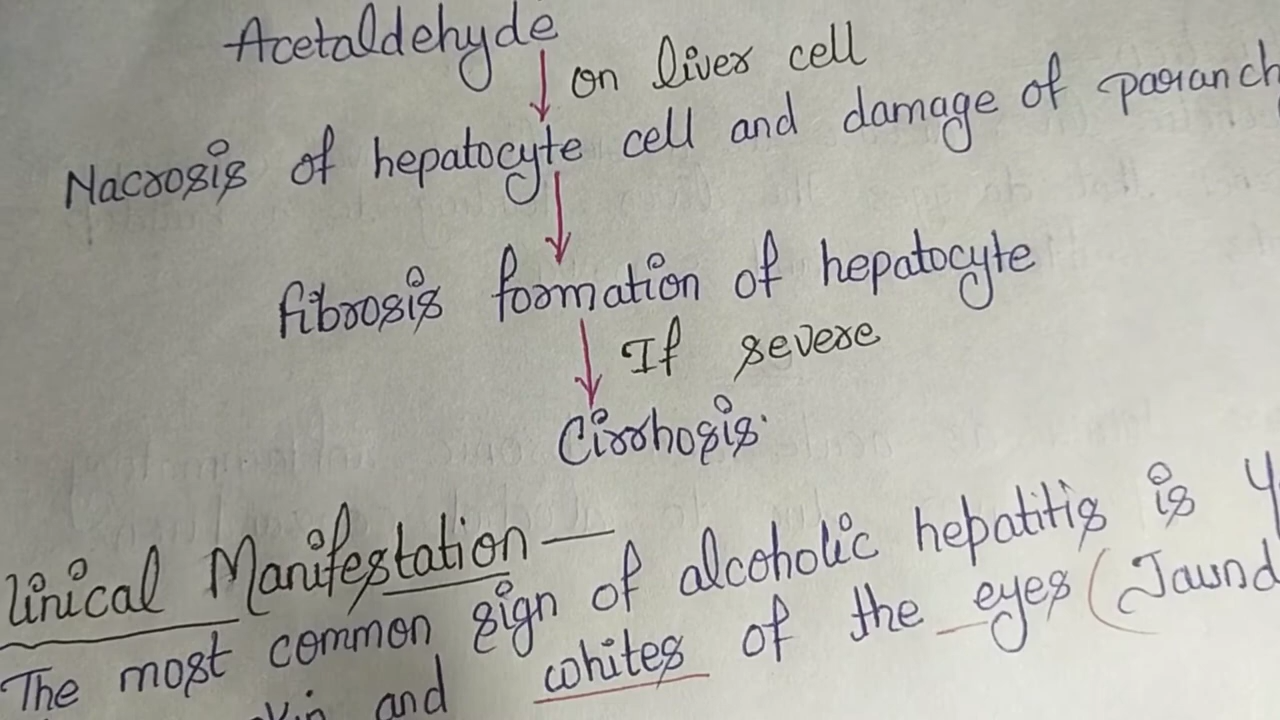 Acetaldehyde
on liver cell
Nacrosis of hepatocyte cell and damage of paranch
fibrosis formation of hepatocyte
If severe
Cirrhosis.
linical Manifestation —
The most common sign of alcoholic hepatitis is y
and whites of the eyes (Jaund